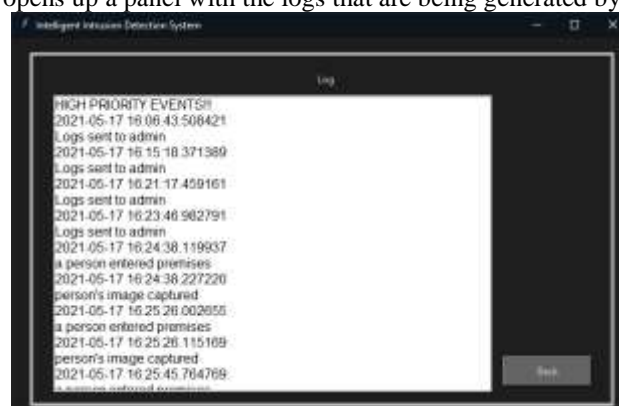 opens up a panel with the logs that are being generated by
Intelligent Intrusion Detection System
Log
HIGH PRIORITY EVENTS!!
2021-05-17 16:06:43.508421
Logs sent to admin
2021-05-17 16:15:18.371389
Logs sent to admin
2021-05-17 16:21:17.459161
Logs sent to admin
2021-05-17 16:23:46.982791
Logs sent to admin
2021-05-17 16:24:38.119937
a person entered premises
2021-05-17 16:24:38.227220
person's image captured
2021-05-17 16:25:26.002655
a person entered premises
2021-05-17 16:25:26.115169
person's image captured
2021-05-17 16:25:45.764769
a person entered premises
Back